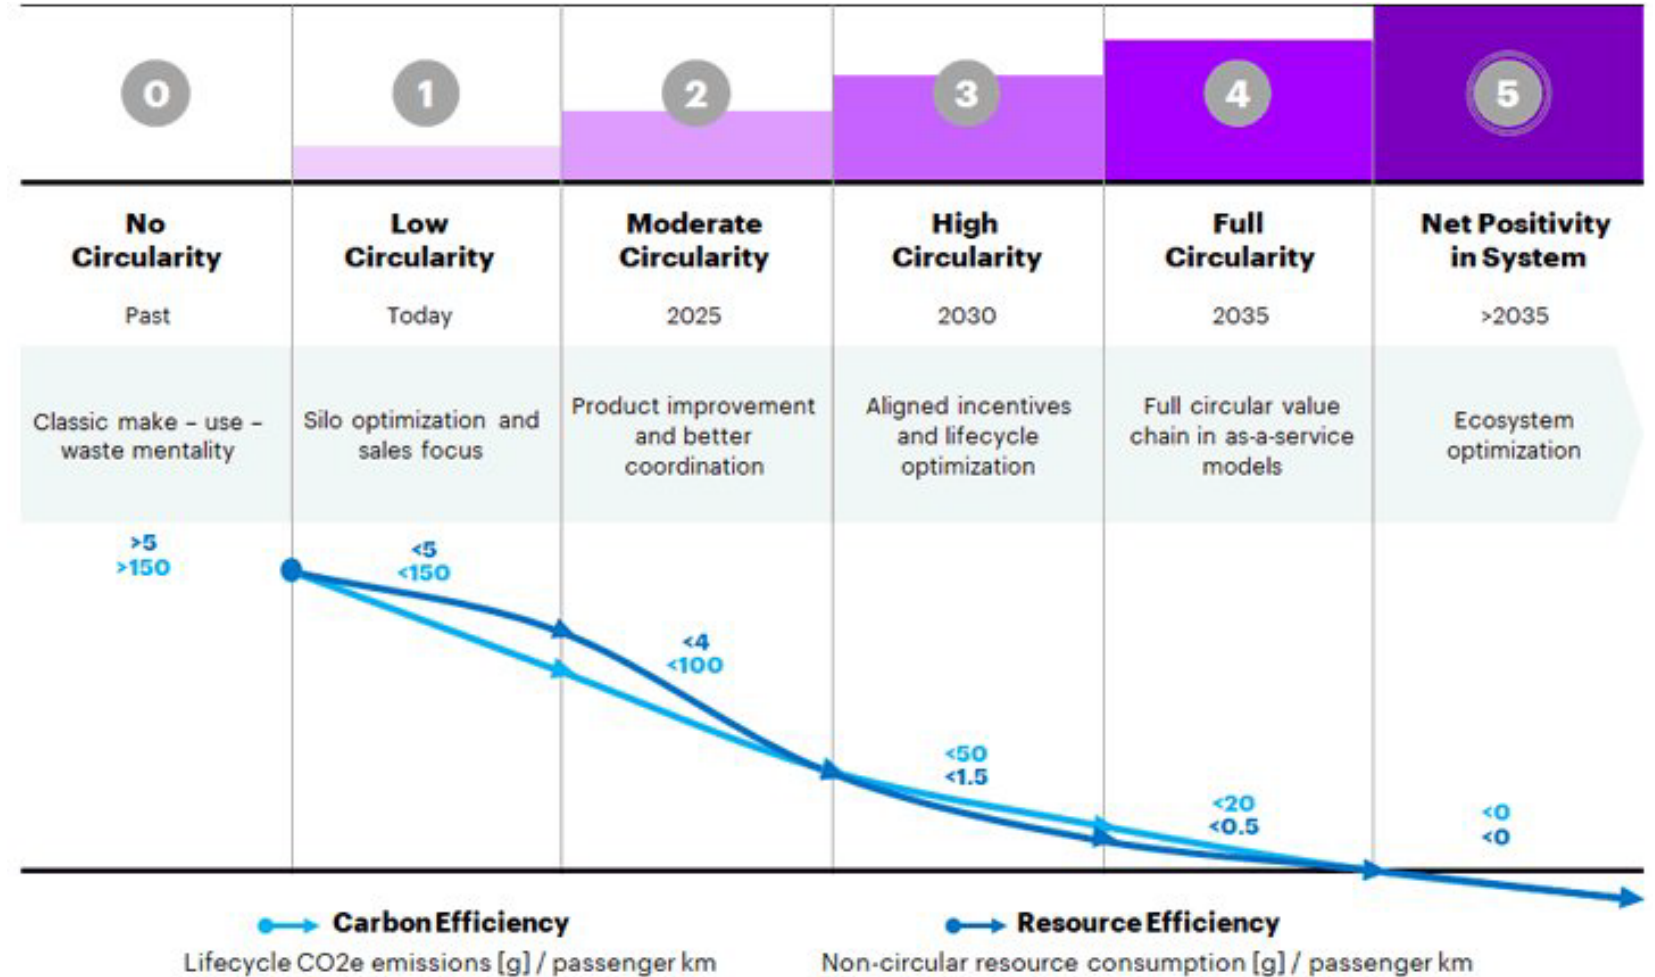 0
1
2
3
4
5
No
Circularity
Low
Circularity
Moderate
Circularity
High
Circularity
Full
Circularity
Net Positivity
in System
Past
Today
2025
2030
2035
>2035
Classic make – use –
waste mentality
Silo optimization and
sales focus
Product improvement
and better
coordination
Aligned incentives
and lifecycle
optimization
Full circular value
chain in as-a-service
models
Ecosystem
optimization
>5
>150
<5
<150
<4
<100
<50
<1.5
<20
<0.5
<0
<0
Carbon Efficiency
Lifecycle CO2e emissions [g] / passenger km
Resource Efficiency
Non-circular resource consumption [g] / passenger km